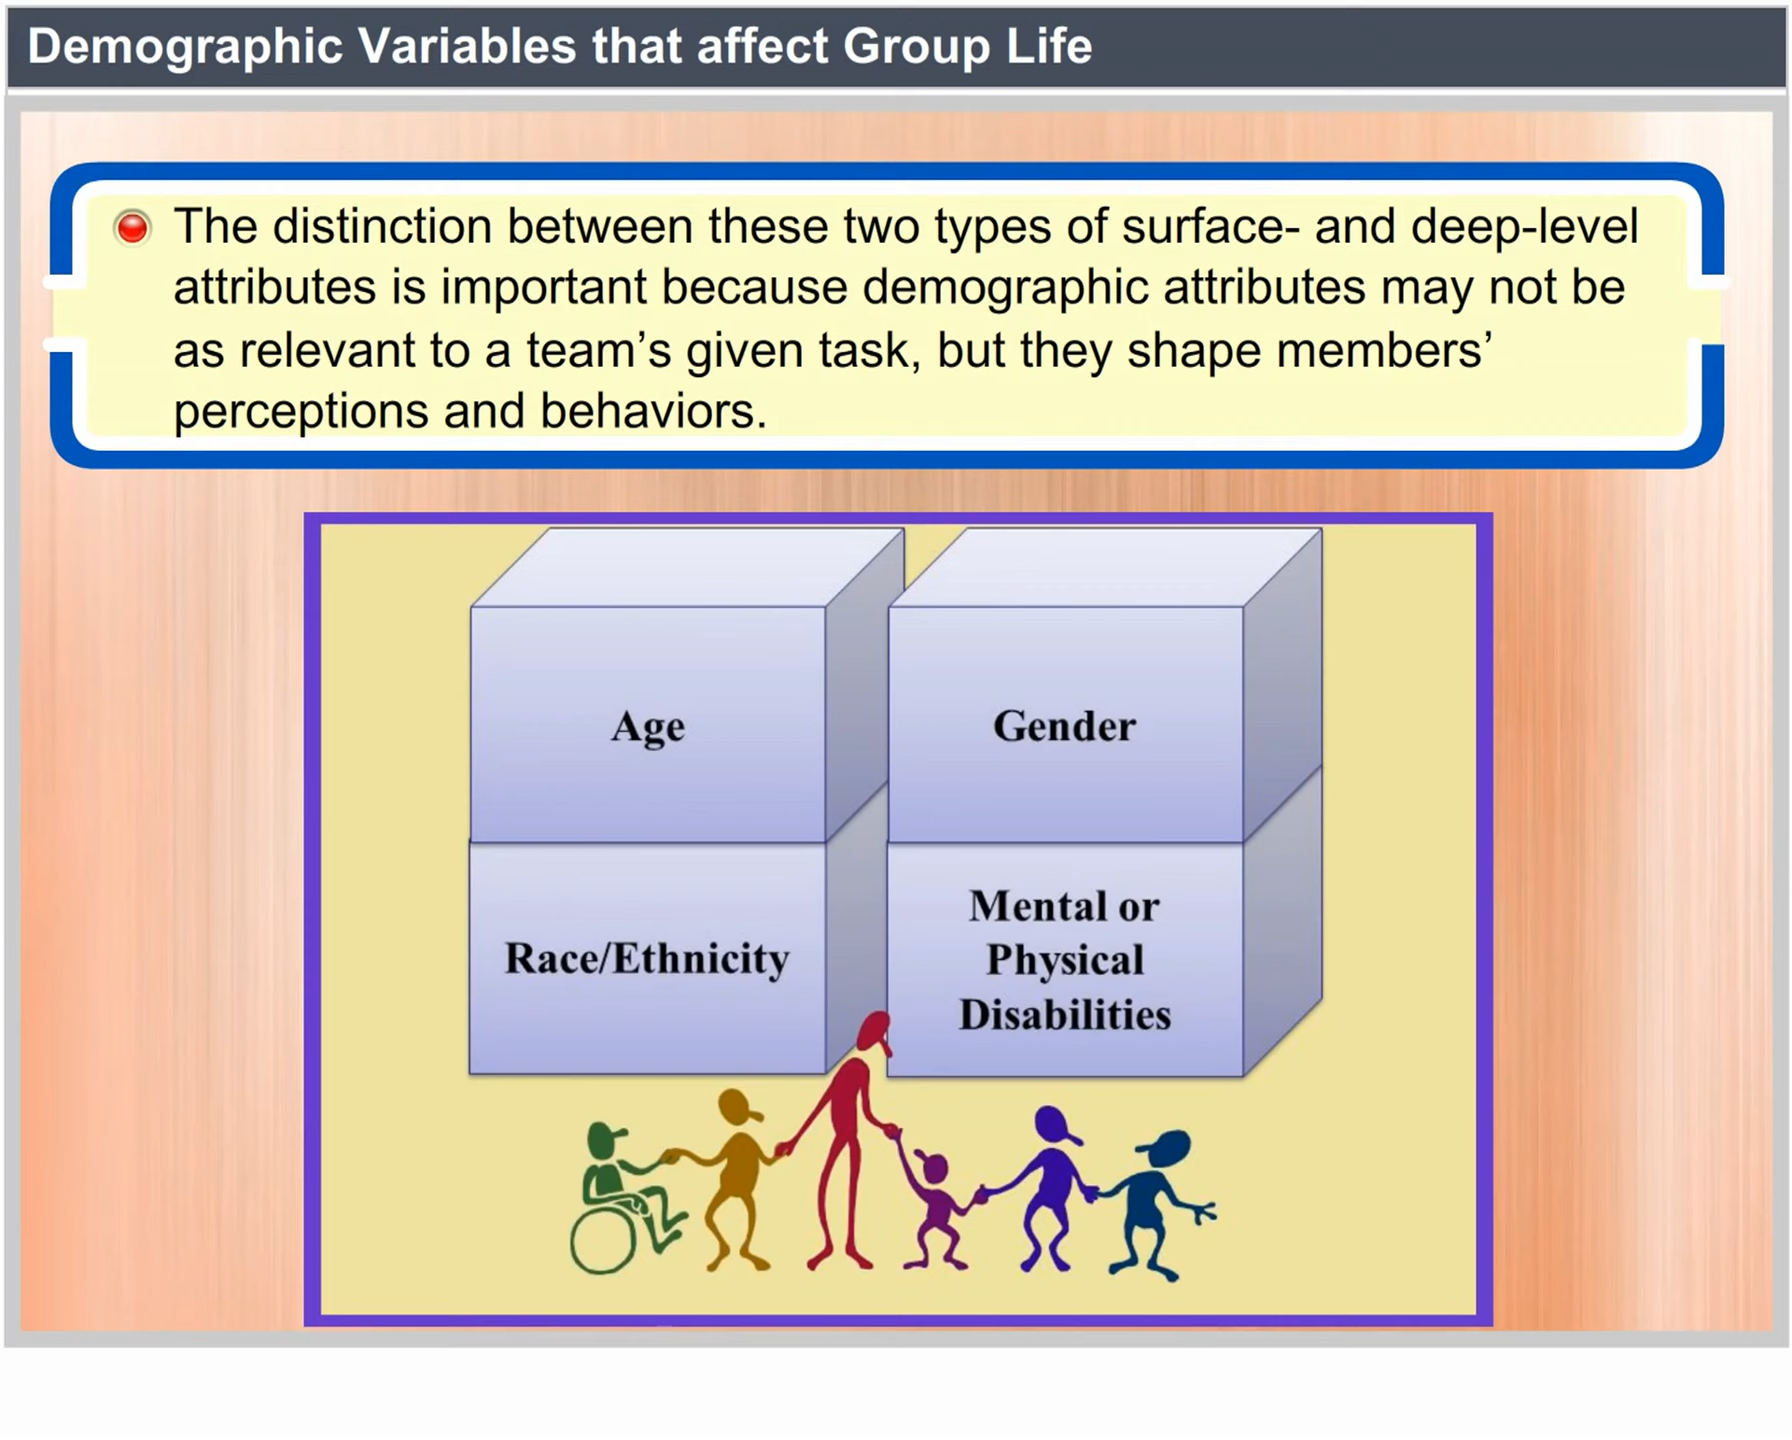 Demographic Variables that affect Group Life
The distinction between these two types of surface- and deep-level
attributes is important because demographic attributes may not be
as relevant to a team’s given task, but they shape members’
perceptions and behaviors.
Age
Gender
Race/Ethnicity
Mental or
Physical
Disabilities